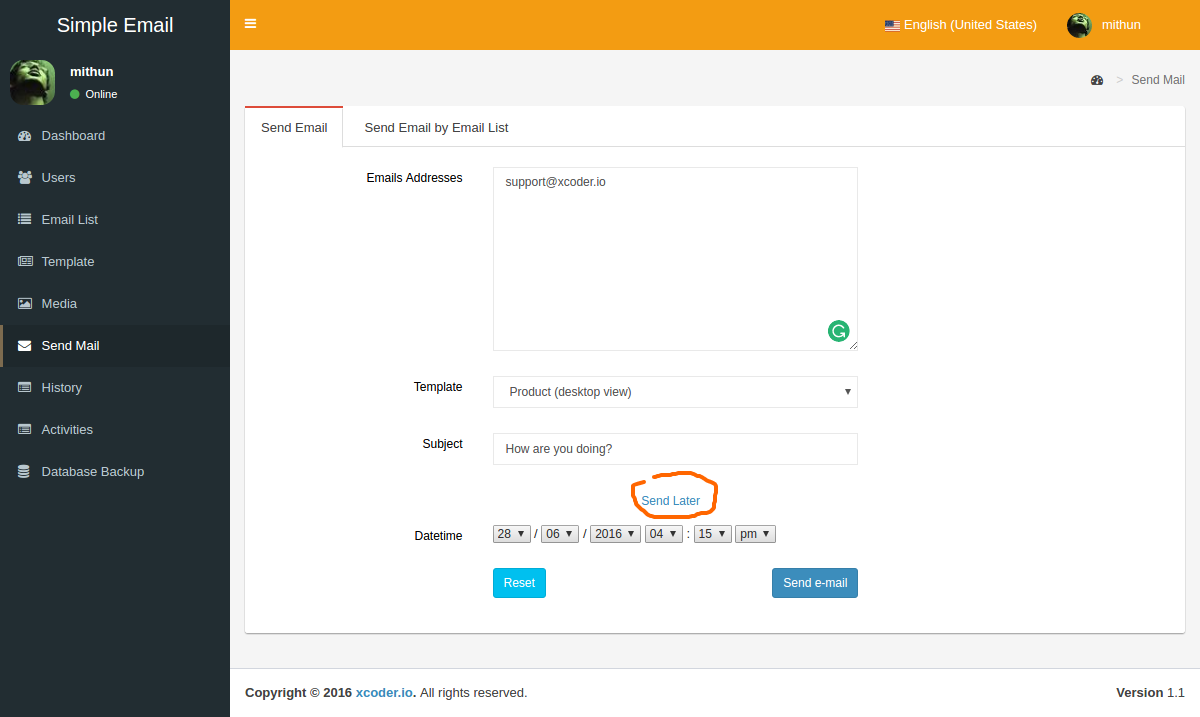 Simple Email
English (United States)
mithun
mithun
Online
> Send Mail
Dashboard
Users
Email List
Template
Media
Send Mail
History
Activities
Database Backup
Send Email
Send Email by Email List
Emails Addresses
support@xcoder.io
Template
Product (desktop view)
Subject
How are you doing?
Send Later
Datetime
28 / 06 / 2016 04 : 15 pm
Reset
Send e-mail
Copyright © 2016 xcoder.io. All rights reserved.
Version 1.1